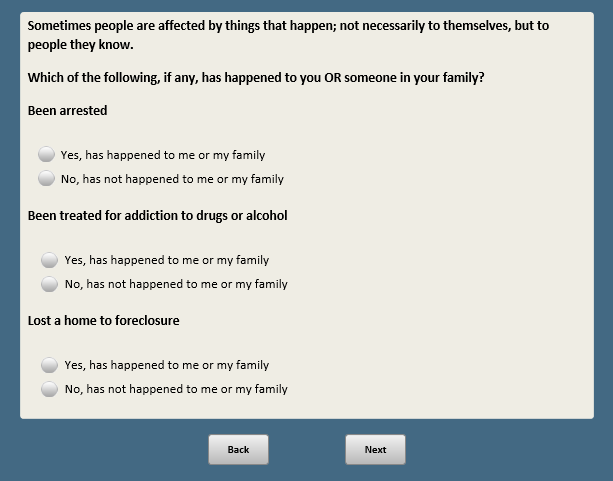 Sometimes people are affected by things that happen; not necessarily to themselves, but to
people they know.
Which of the following, if any, has happened to you OR someone in your family?
Been arrested
Yes, has happened to me or my family
No, has not happened to me or my family
Been treated for addiction to drugs or alcohol
Yes, has happened to me or my family
No, has not happened to me or my family
Lost a home to foreclosure
Yes, has happened to me or my family
No, has not happened to me or my family
Back Next